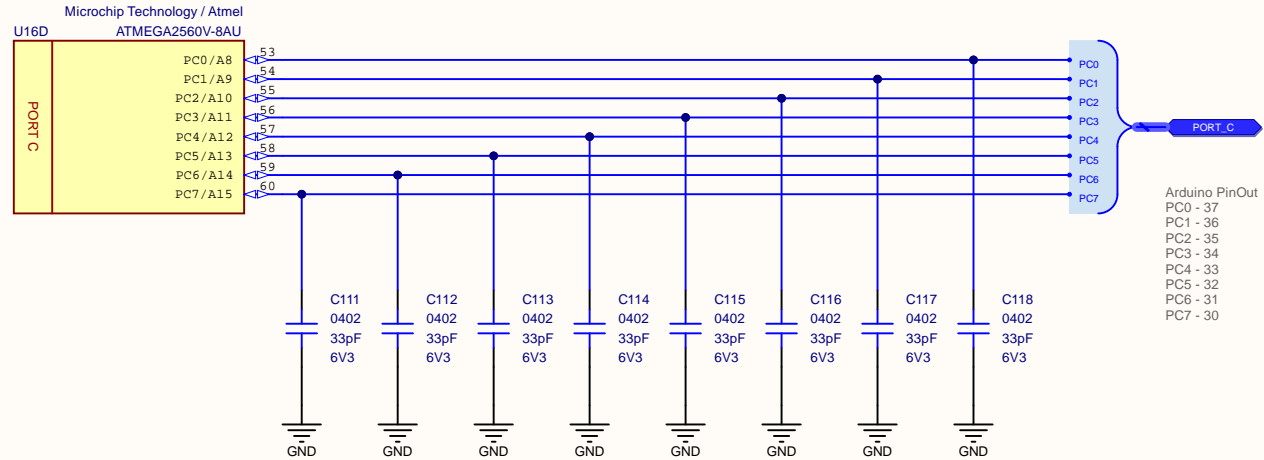 Microchip Technology / Atmel
U16D ATMEGA2560V-8AU
PORT C
PC0/A8 53 PC0
PC1/A9 54 PC1
PC2/A10 55 PC2
PC3/A11 56 PC3
PC4/A12 57 PC4
PC5/A13 58 PC5
PC6/A14 59 PC6
PC7/A15 60 PC7
PORT_C
Arduino PinOut
PC0 - 37
PC1 - 36
PC2 - 35
PC3 - 34
PC4 - 33
PC5 - 32
PC6 - 31
PC7 - 30
C111 C112 C113 C114 C115 C116 C117 C118
0402 0402 0402 0402 0402 0402 0402 0402
33pF 33pF 33pF 33pF 33pF 33pF 33pF 33pF
6V3 6V3 6V3 6V3 6V3 6V3 6V3 6V3
GND GND GND GND GND GND GND GND